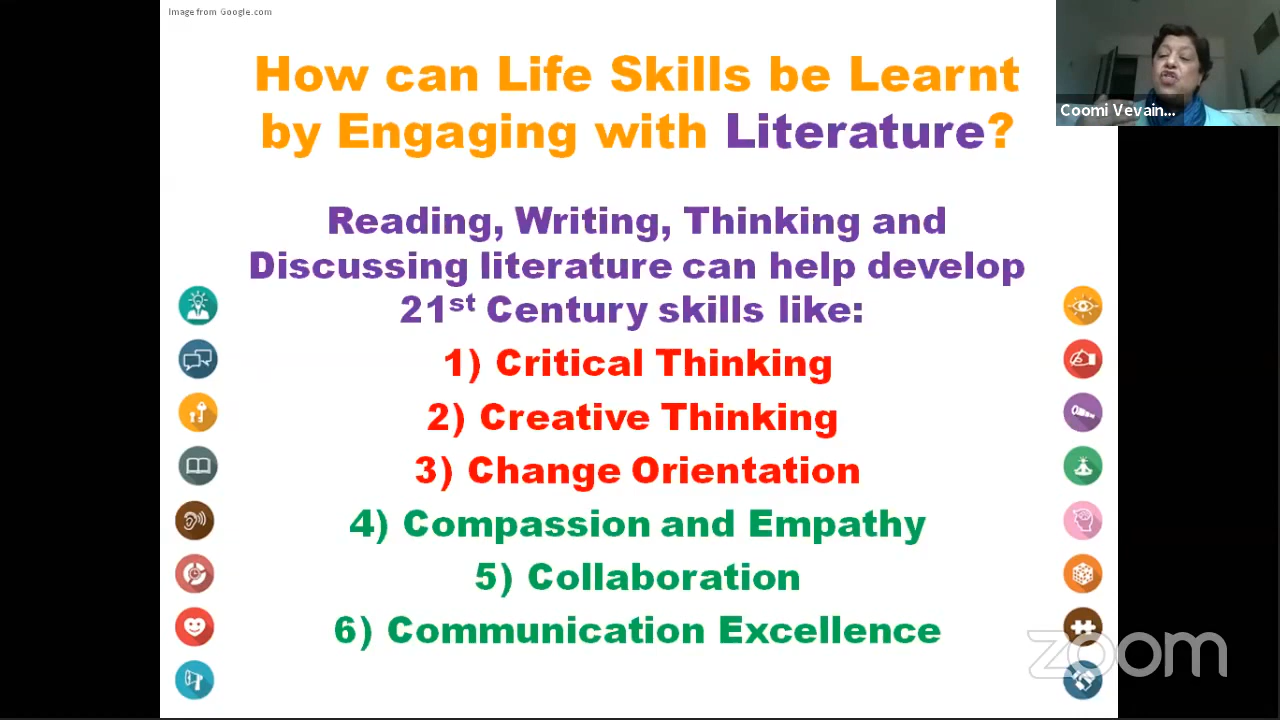 Image from Google.com
How can Life Skills be Learnt
by Engaging with Literature?
Coomi Vevain...
Reading, Writing, Thinking and
Discussing literature can help develop
21st Century skills like:
1) Critical Thinking
2) Creative Thinking
3) Change Orientation
4) Compassion and Empathy
5) Collaboration
6) Communication Excellence
zoom